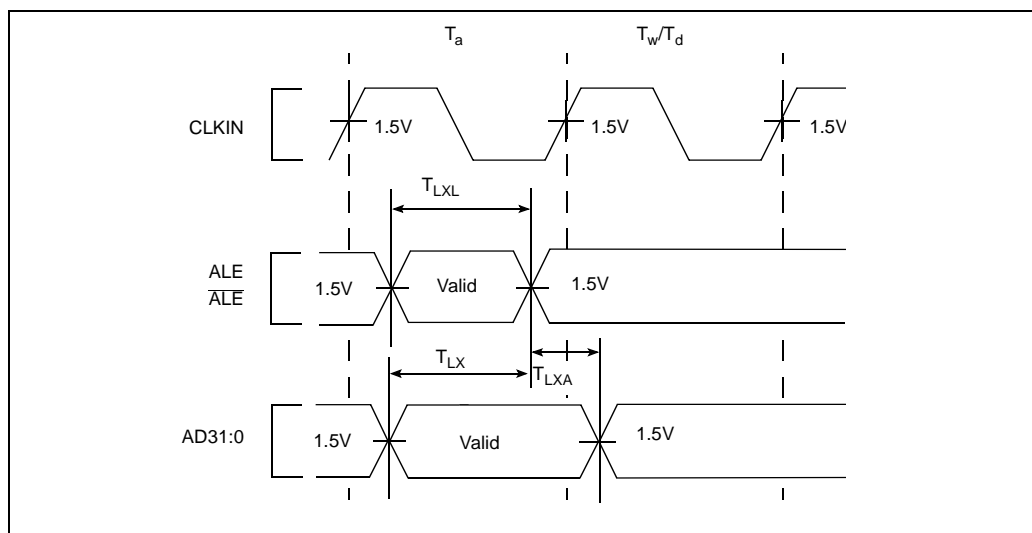 Ta Tw/Td
CLKIN 1.5V 1.5V 1.5V
TLXL
ALE
A̅L̅E̅
1.5V Valid 1.5V
TLX TLXA
AD31:0 1.5V Valid 1.5V